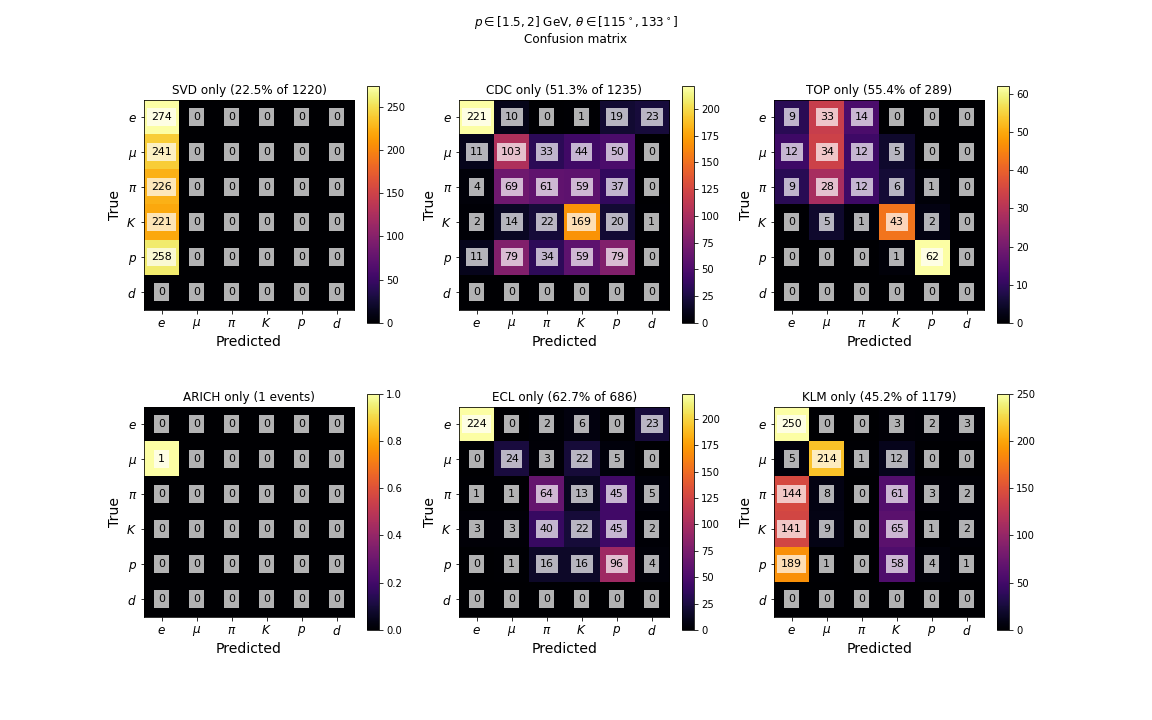 p ∈ [1.5, 2] GeV, θ ∈ [115°, 133°]
Confusion matrix
SVD only (22.5% of 1220)
True
e 274 0 0 0 0 0
μ 241 0 0 0 0 0
π 226 0 0 0 0 0
K 221 0 0 0 0 0
p 258 0 0 0 0 0
d 0 0 0 0 0 0
e μ π K p d
Predicted
250
200
150
100
50
0
CDC only (51.3% of 1235)
True
e 221 10 0 1 19 23
μ 11 103 33 44 50 0
π 4 69 61 59 37 0
K 2 14 22 169 20 1
p 11 79 34 59 79 0
d 0 0 0 0 0 0
e μ π K p d
Predicted
200
175
150
125
100
75
50
25
0
TOP only (55.4% of 289)
True
e 9 33 14 0 0 0
μ 12 34 12 5 0 0
π 9 28 12 6 1 0
K 0 5 1 43 2 0
p 0 0 0 1 62 0
d 0 0 0 0 0 0
e μ π K p d
Predicted
60
50
40
30
20
10
0
ARICH only (1 events)
True
e 0 0 0 0 0 0
μ 1 0 0 0 0 0
π 0 0 0 0 0 0
K 0 0 0 0 0 0
p 0 0 0 0 0 0
d 0 0 0 0 0 0
e μ π K p d
Predicted
1.0
0.8
0.6
0.4
0.2
0.0
ECL only (62.7% of 686)
True
e 224 0 2 6 0 23
μ 0 24 3 22 5 0
π 1 1 64 13 45 5
K 3 3 40 22 45 2
p 0 1 16 16 96 4
d 0 0 0 0 0 0
e μ π K p d
Predicted
200
175
150
125
100
75
50
25
0
KLM only (45.2% of 1179)
True
e 250 0 0 3 2 3
μ 5 214 1 12 0 0
π 144 8 0 61 3 2
K 141 9 0 65 1 2
p 189 1 0 58 4 1
d 0 0 0 0 0 0
e μ π K p d
Predicted
250
200
150
100
50
0